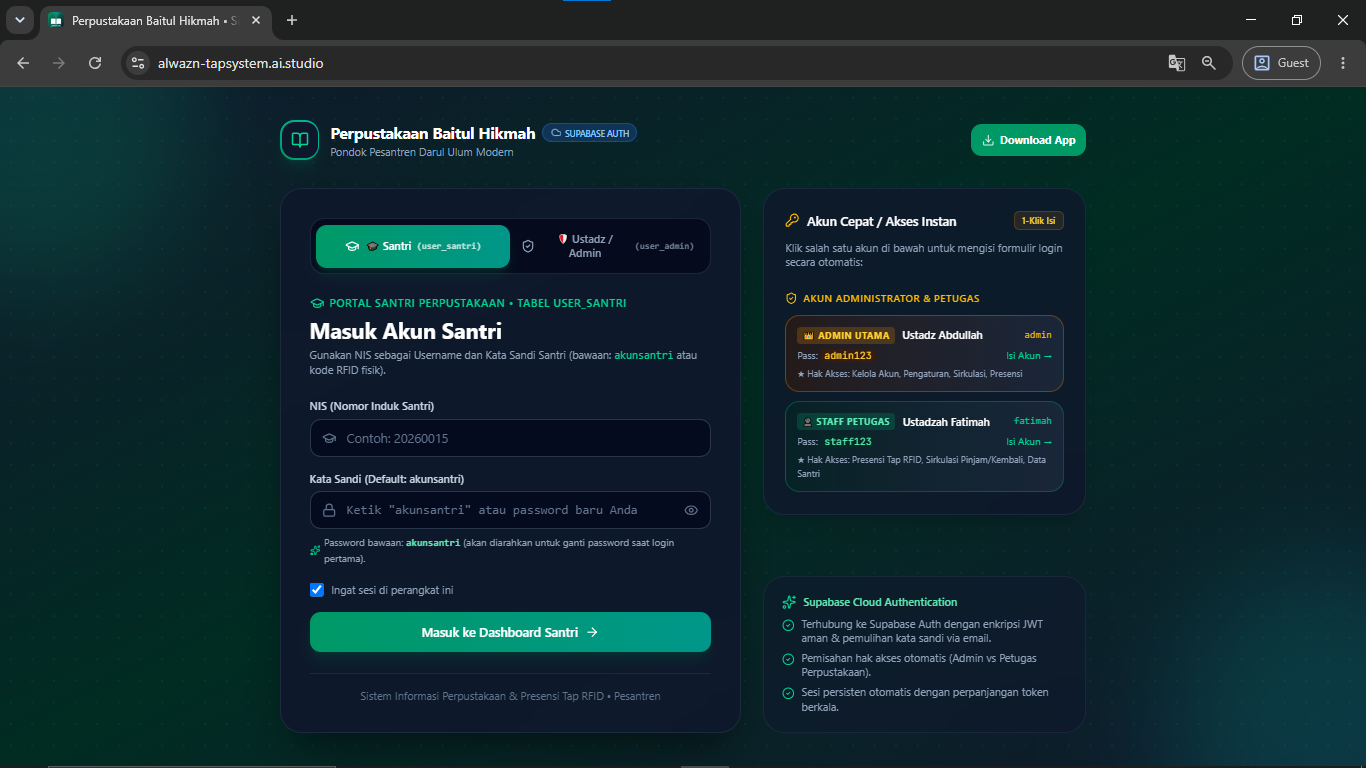 Perpustakaan Baitul Hikmah •
alwazn-tapsystem.ai.studio
Guest
Perpustakaan Baitul Hikmah
SUPABASE AUTH
Pondok Pesantren Darul Ulum Modern
Download App
Santri (user_santri)
Ustadz /
Admin
(user_admin)
PORTAL SANTRI PERPUSTAKAAN • TABEL USER_SANTRI
Masuk Akun Santri
Gunakan NIS sebagai Username dan Kata Sandi Santri (bawaan: akunsantri atau
kode RFID fisik).
NIS (Nomor Induk Santri)
Contoh: 20260015
Kata Sandi (Default: akunsantri)
Ketik "akunsantri" atau password baru Anda
Password bawaan: akunsantri (akan diarahkan untuk ganti password saat login
pertama).
Ingat sesi di perangkat ini
Masuk ke Dashboard Santri →
Sistem Informasi Perpustakaan & Presensi Tap RFID • Pesantren
Akun Cepat / Akses Instan
1-Klik Isi
Klik salah satu akun di bawah untuk mengisi formulir login
secara otomatis:
AKUN ADMINISTRATOR & PETUGAS
ADMIN UTAMA Ustadz Abdullah admin
Pass: admin123 Isi Akun →
★ Hak Akses: Kelola Akun, Pengaturan, Sirkulasi, Presensi
STAFF PETUGAS Ustadzah Fatimah fatimah
Pass: staff123 Isi Akun →
★ Hak Akses: Presensi Tap RFID, Sirkulasi Pinjam/Kembali, Data
Santri
Supabase Cloud Authentication
Terhubung ke Supabase Auth dengan enkripsi JWT
aman & pemulihan kata sandi via email.
Pemisahan hak akses otomatis (Admin vs Petugas
Perpustakaan).
Sesi persisten otomatis dengan perpanjangan token
berkala.